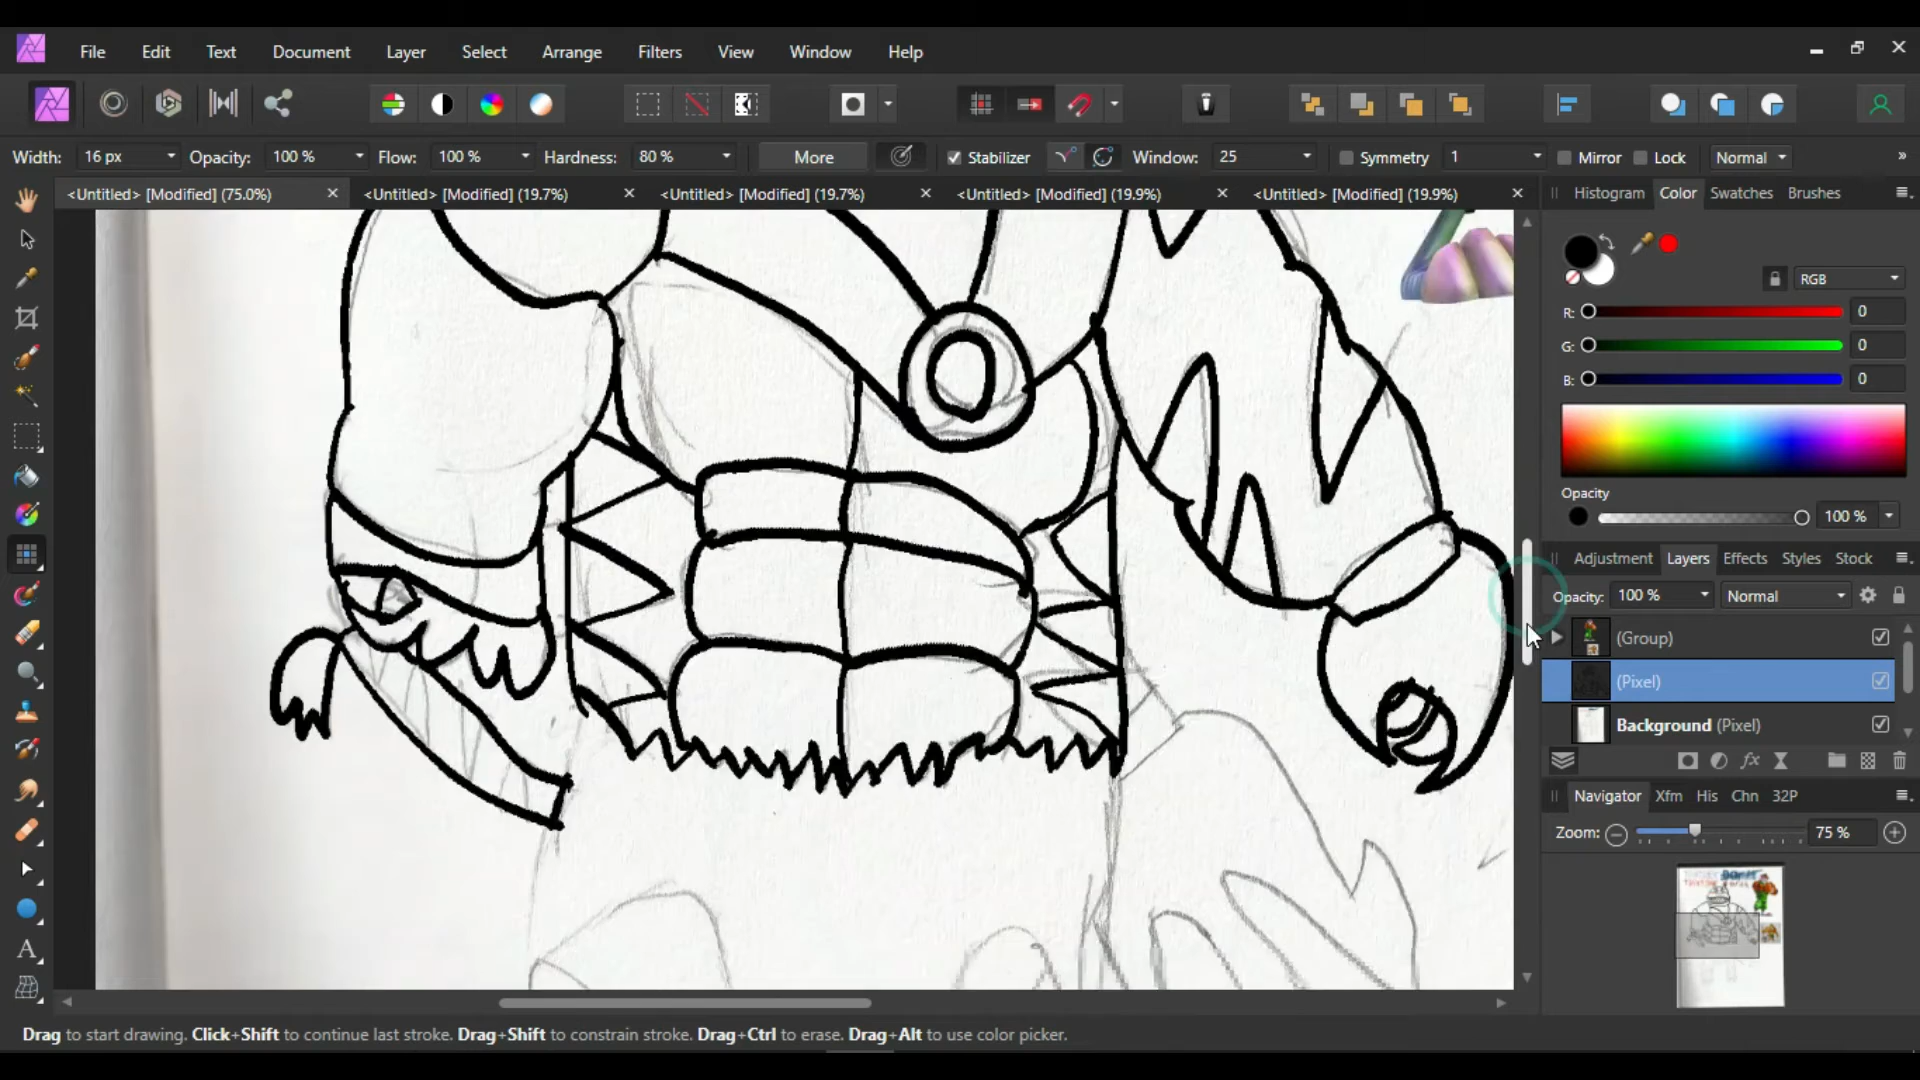 File Edit Text Document Layer Select Arrange Filters View Window Help
Width: 16 px Opacity: 100 % Flow: 100 % Hardness: 80 % More Stabilizer Window: 25 Symmetry 1 Mirror Lock Normal »
<Untitled> [Modified] (75.0%) <Untitled> [Modified] (19.7%) <Untitled> [Modified] (19.7%) <Untitled> [Modified] (19.9%) <Untitled> [Modified] (19.9%)
Histogram Color Swatches Brushes
RGB
R: 0
G: 0
B: 0
Opacity
100 %
Adjustment Layers Effects Styles Stock
Opacity: 100 % Normal
(Group)
(Pixel)
Background (Pixel)
Navigator Xfm His Chn 32P
Zoom: 75 %
Drag to start drawing. Click+Shift to continue last stroke. Drag+Shift to constrain stroke. Drag+Ctrl to erase. Drag+Alt to use color picker.